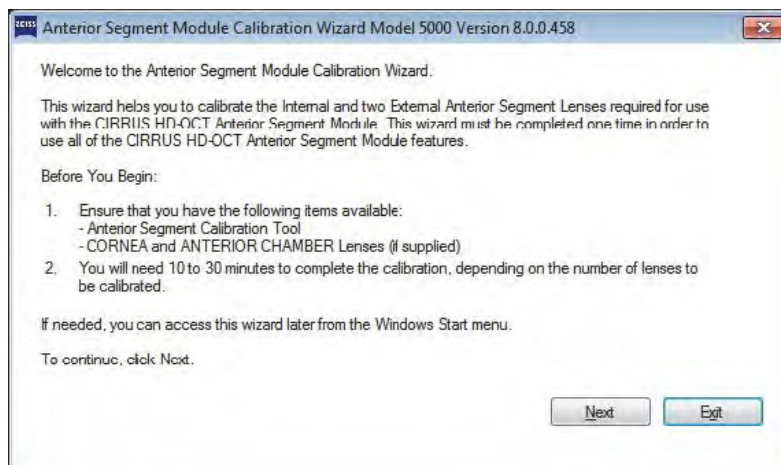 ZEISS Anterior Segment Module Calibration Wizard Model 5000 Version 8.0.0.458
Welcome to the Anterior Segment Module Calibration Wizard.
This wizard helps you to calibrate the Internal and two External Anterior Segment Lenses required for use
with the CIRRUS HD-OCT Anterior Segment Module. This wizard must be completed one time in order to
use all of the CIRRUS HD-OCT Anterior Segment Module features.
Before You Begin:
1. Ensure that you have the following items available:
- Anterior Segment Calibration Tool
- CORNEA and ANTERIOR CHAMBER Lenses (if supplied)
2. You will need 10 to 30 minutes to complete the calibration, depending on the number of lenses to
be calibrated.
If needed, you can access this wizard later from the Windows Start menu.
To continue, click Next.
Next Exit